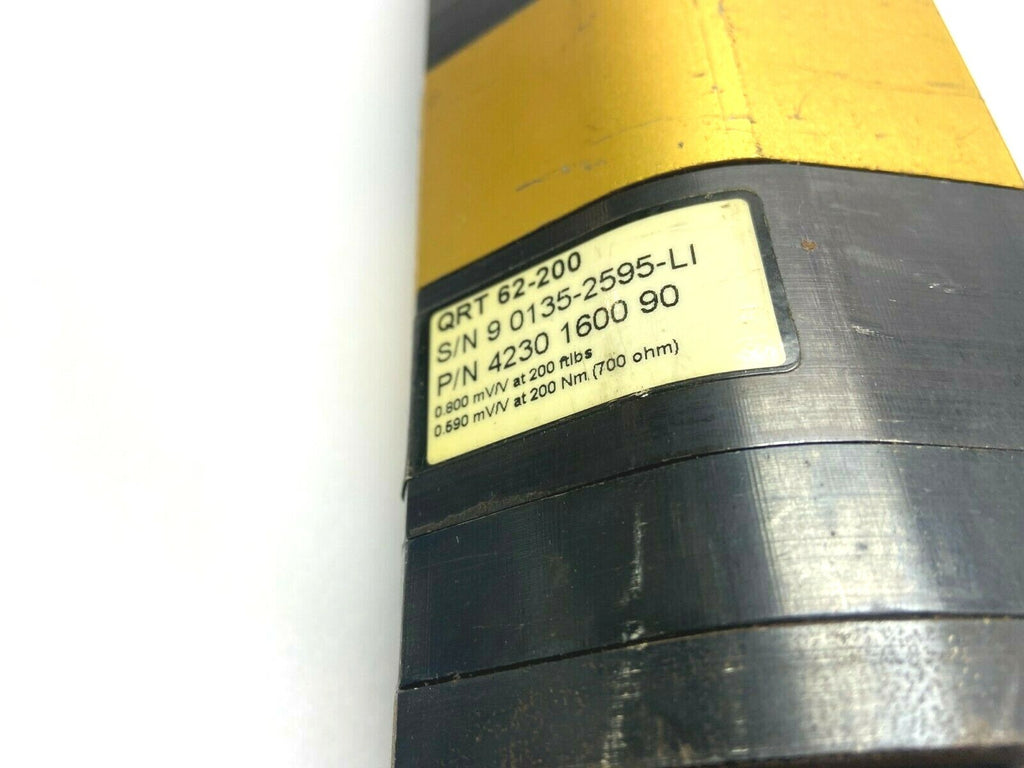 QRT 62-200
S/N 9 0135-2595-LI
P/N 4230 1600 90
0.800 mV/V at 200 ftlbs
0.590 mV/V at 200 Nm (700 ohm)